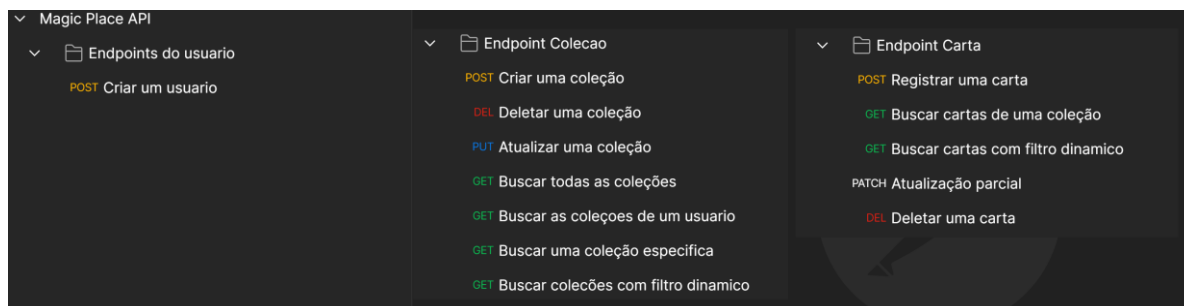 Magic Place API
Endpoints do usuario
POST Criar um usuario
Endpoint Colecao
POST Criar uma coleção
DEL Deletar uma coleção
PUT Atualizar uma coleção
GET Buscar todas as coleções
GET Buscar as coleçoes de um usuario
GET Buscar uma coleção especifica
GET Buscar colecões com filtro dinamico
Endpoint Carta
POST Registrar uma carta
GET Buscar cartas de uma coleção
GET Buscar cartas com filtro dinamico
PATCH Atualização parcial
DEL Deletar uma carta